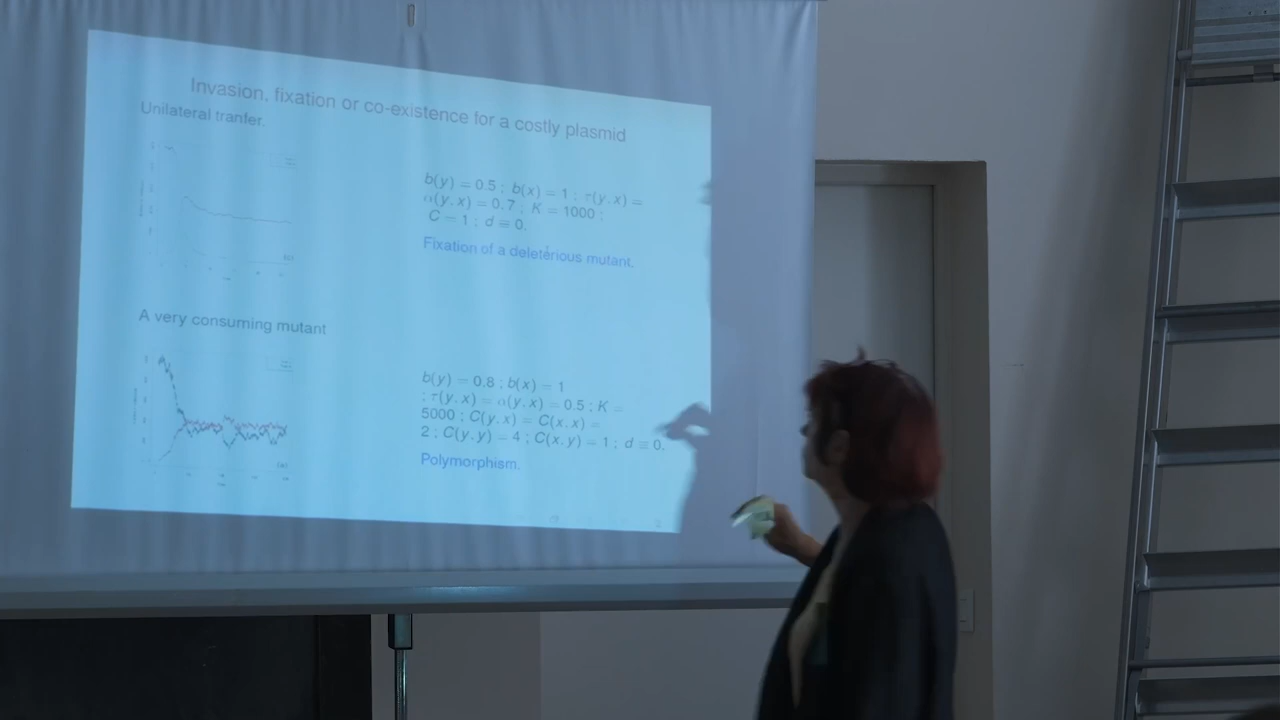 Invasion, fixation or co-existence for a costly plasmid
Unilateral tranfer.
b(y) = 0.5 ; b(x) = 1 ; τ(y, x) =
α(y, x) = 0.7 ; K = 1000 ;
C = 1 ; d = 0.
Fixation of a deleterious mutant.
A very consuming mutant
b(y) = 0.8 ; b(x) = 1
; τ(y, x) = α(y, x) = 0.5 ; K =
5000 ; C(y, x) = C(x, x) =
2 ; C(y, y) = 4 ; C(x, y) = 1 ; d = 0.
Polymorphism.